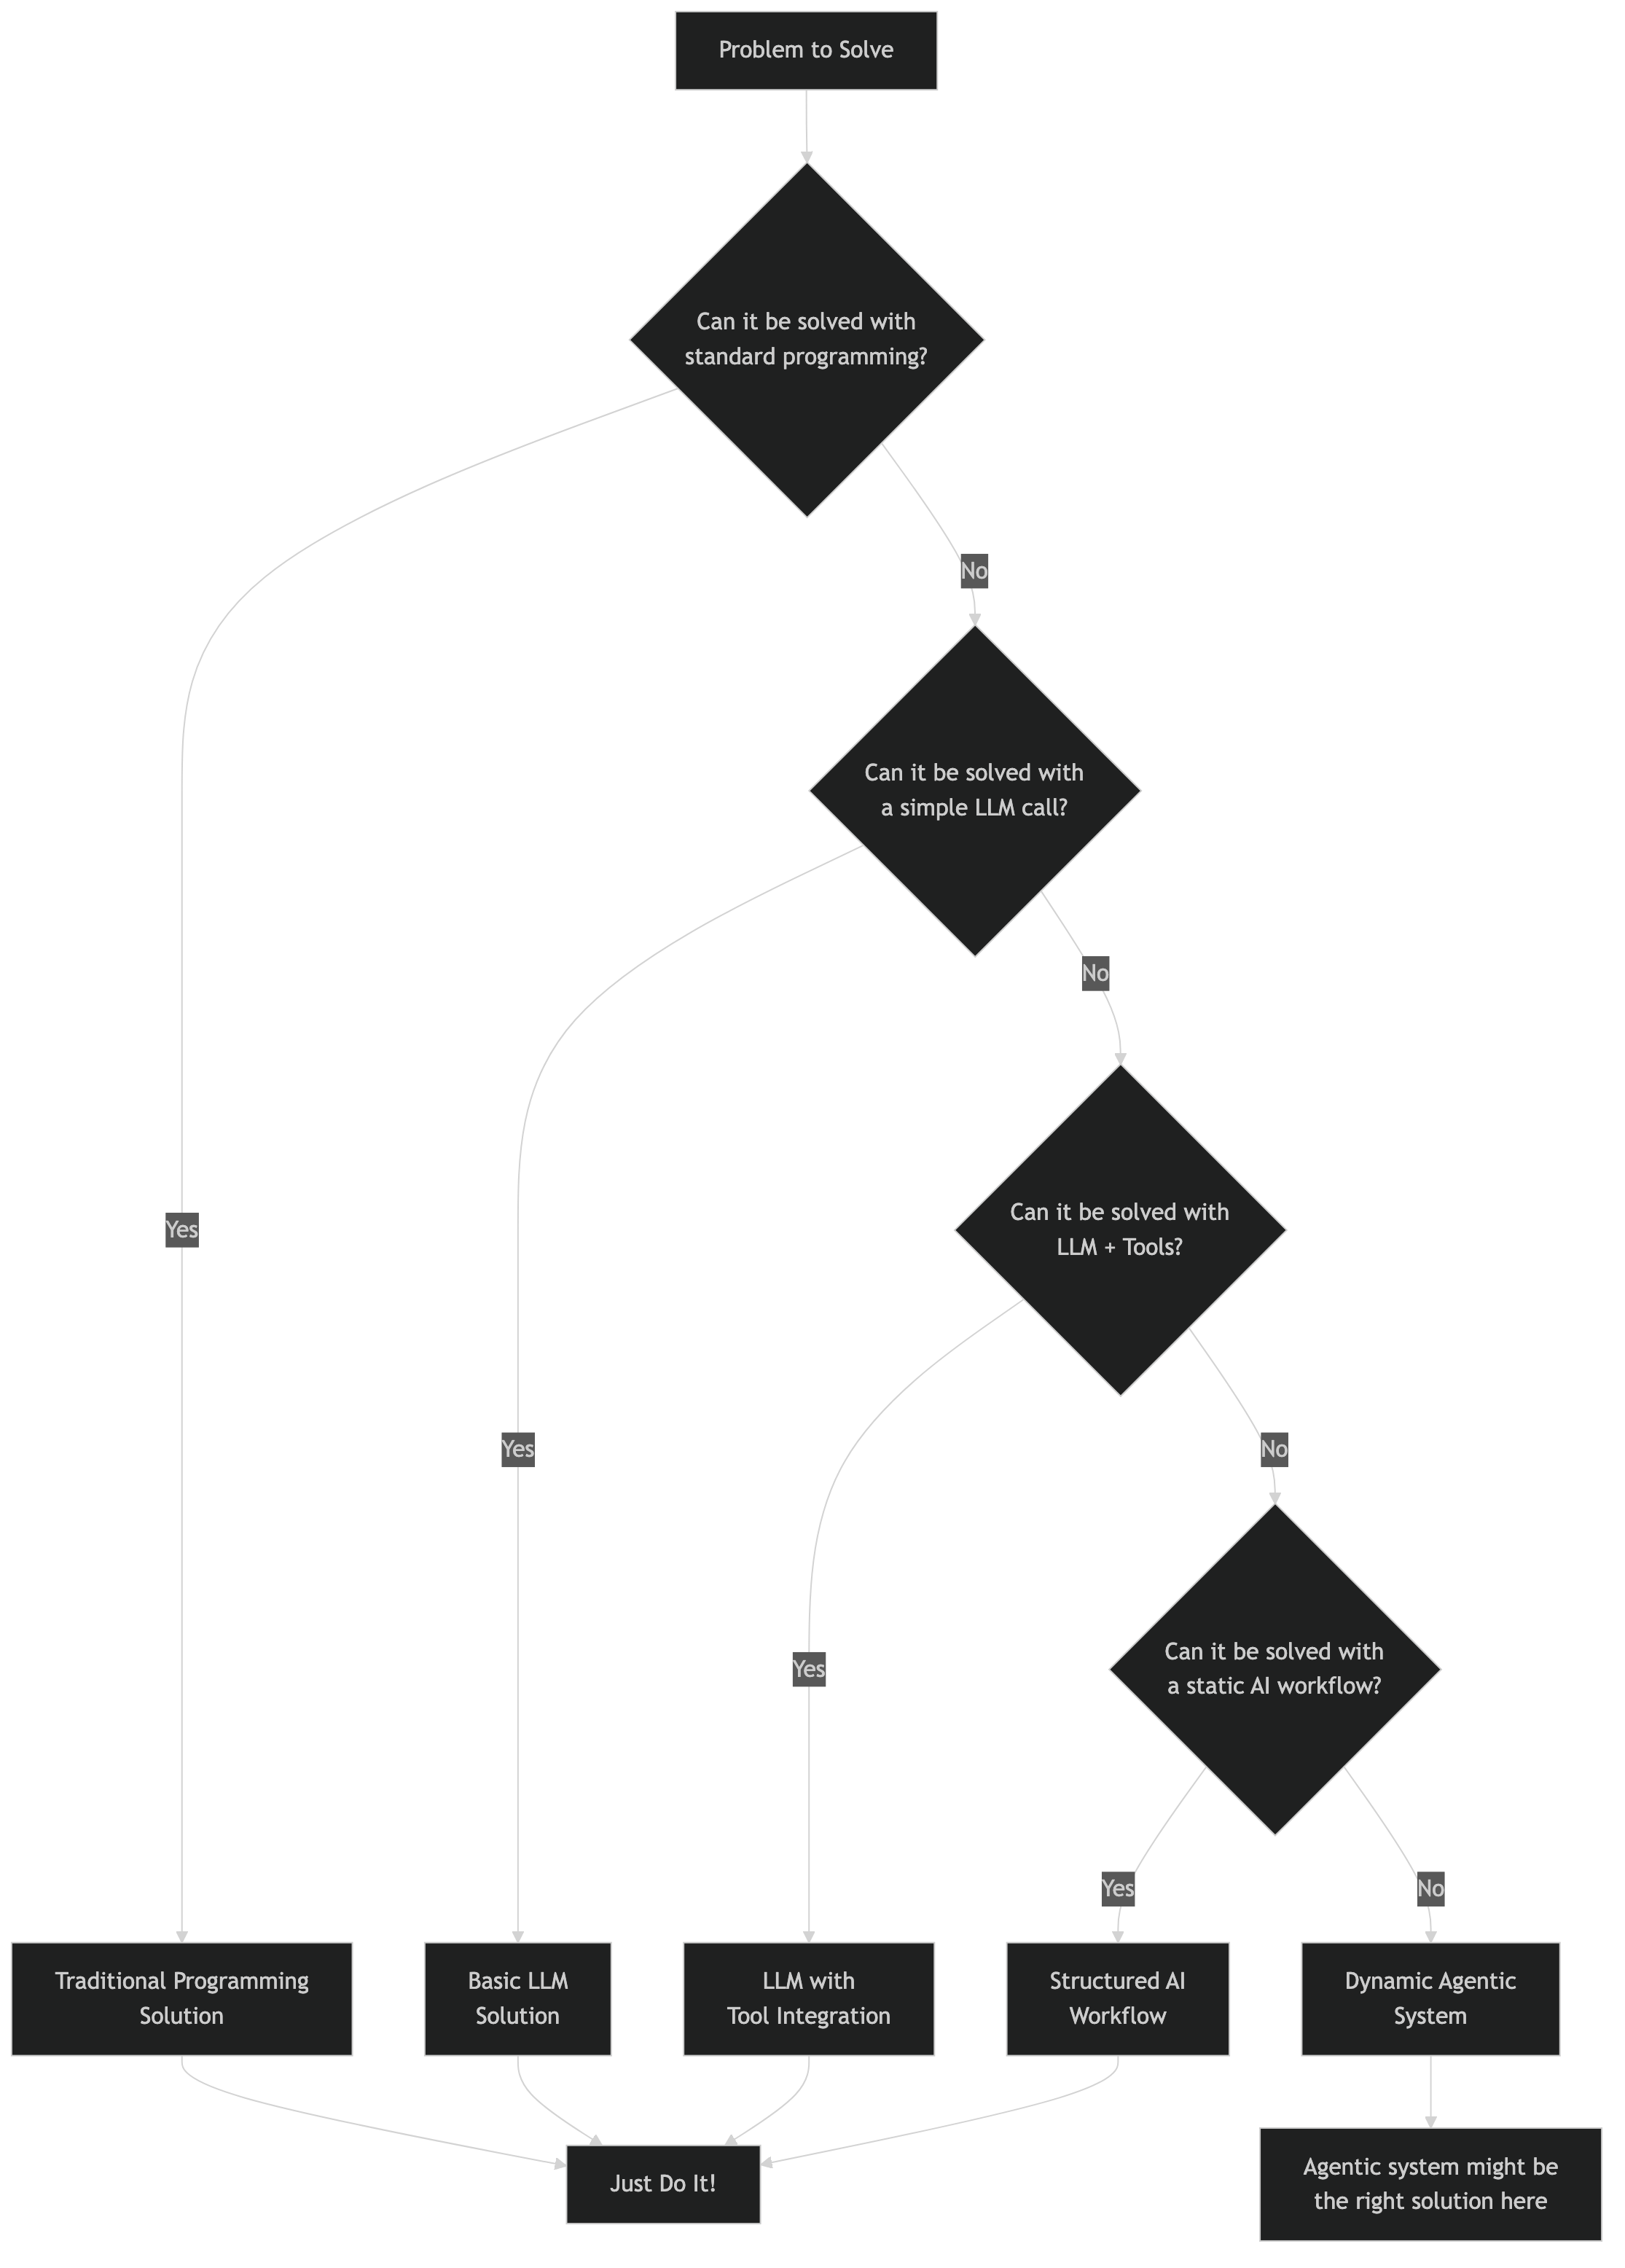 Problem to Solve
Can it be solved with
standard programming?
No
Can it be solved with
a simple LLM call?
No
Can it be solved with
LLM + Tools?
Yes
Yes
No
Can it be solved with
a static AI workflow?
Yes
Yes
No
Traditional Programming
Solution
Basic LLM
Solution
LLM with
Tool Integration
Structured AI
Workflow
Dynamic Agentic
System
Just Do It!
Agentic system might be
the right solution here